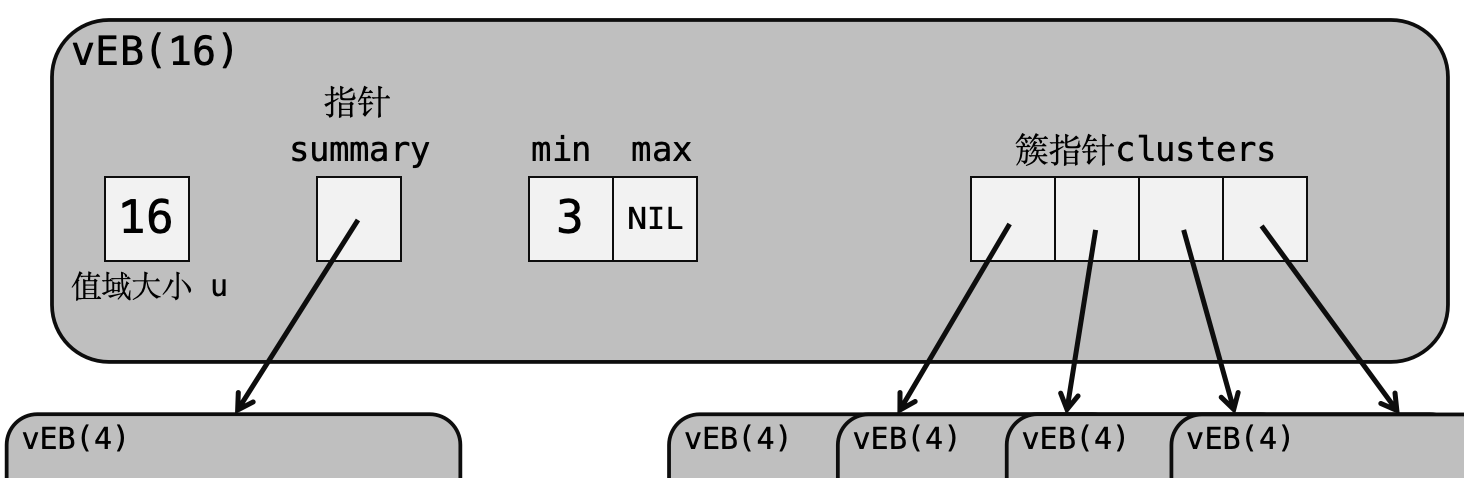 vEB(16)
指针
summary
min max
簇指针clusters
16
3 NIL
值域大小 u
vEB(4)
vEB(4)
vEB(4)
vEB(4)
vEB(4)